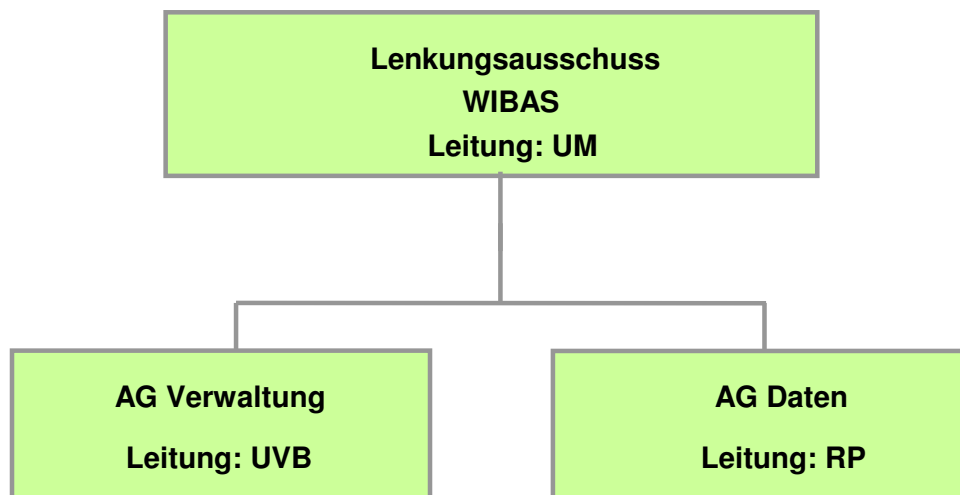 Lenkungsausschuss
WIBAS
Leitung: UM
AG Verwaltung
Leitung: UVB
AG Daten
Leitung: RP